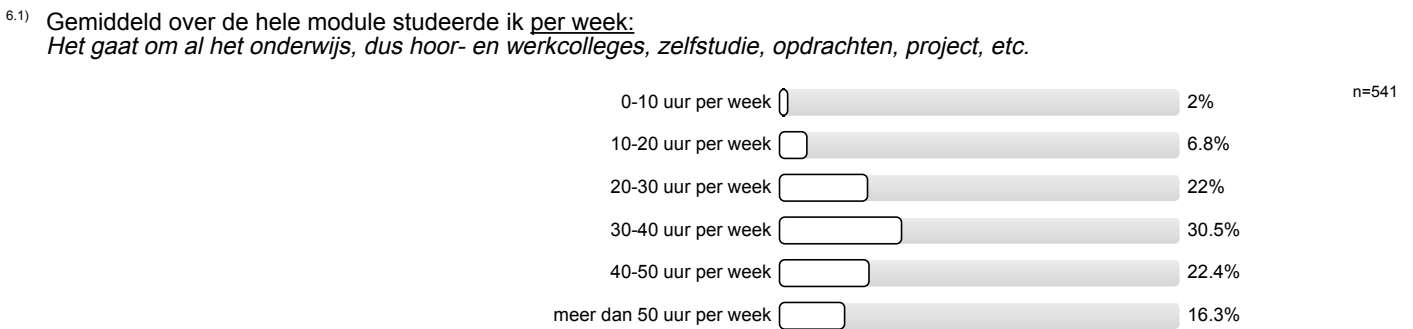 6.1) Gemiddeld over de hele module studeerde ik per week:
Het gaat om al het onderwijs, dus hoor- en werkcolleges, zelfstudie, opdrachten, project, etc.
0-10 uur per week 2% n=541
10-20 uur per week 6.8%
20-30 uur per week 22%
30-40 uur per week 30.5%
40-50 uur per week 22.4%
meer dan 50 uur per week 16.3%